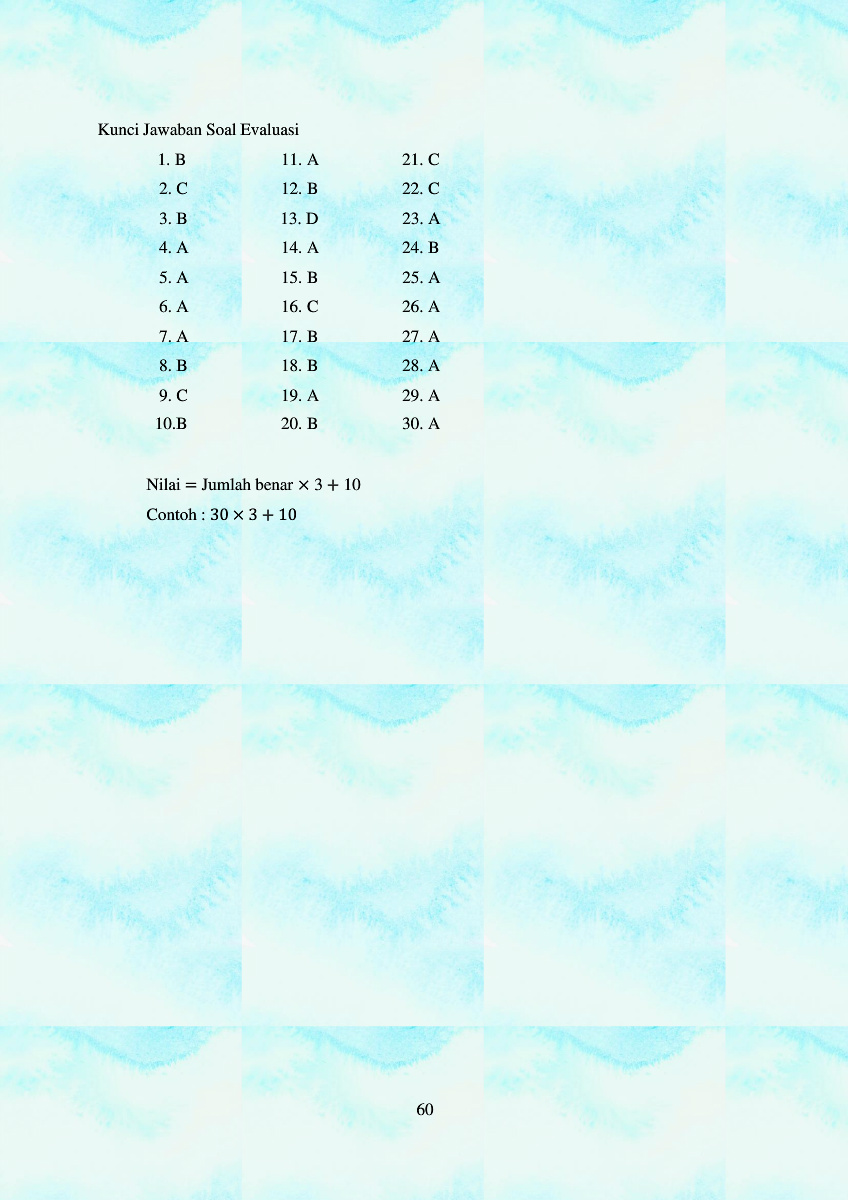 Kunci Jawaban Soal Evaluasi
1. B 11. A 21. C
2. C 12. B 22. C
3. B 13. D 23. A
4. A 14. A 24. B
5. A 15. B 25. A
6. A 16. C 26. A
7. A 17. B 27. A
8. B 18. B 28. A
9. C 19. A 29. A
10.B 20. B 30. A
Nilai = Jumlah benar × 3 + 10
Contoh : 30 × 3 + 10
60